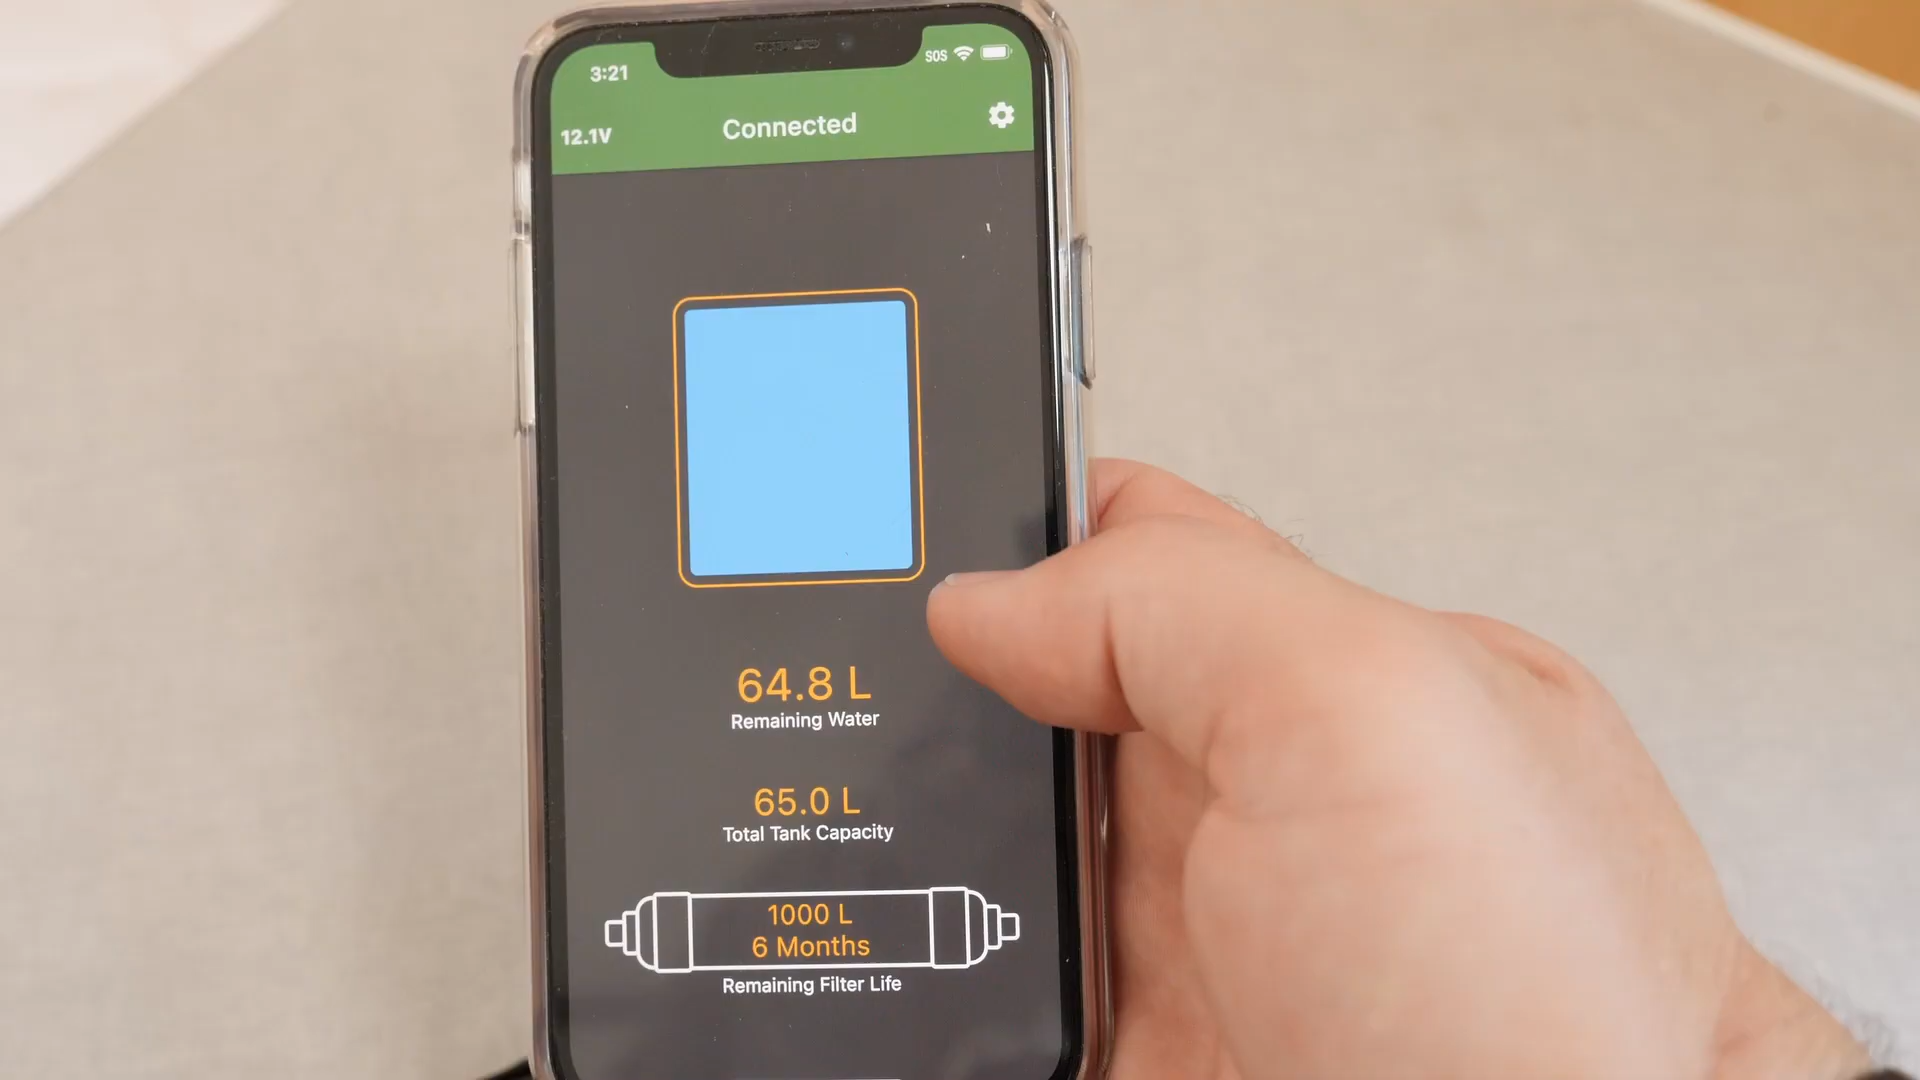 3:21
SOS
12.1V
Connected
64.8 L
Remaining Water
65.0 L
Total Tank Capacity
1000 L
6 Months
Remaining Filter Life